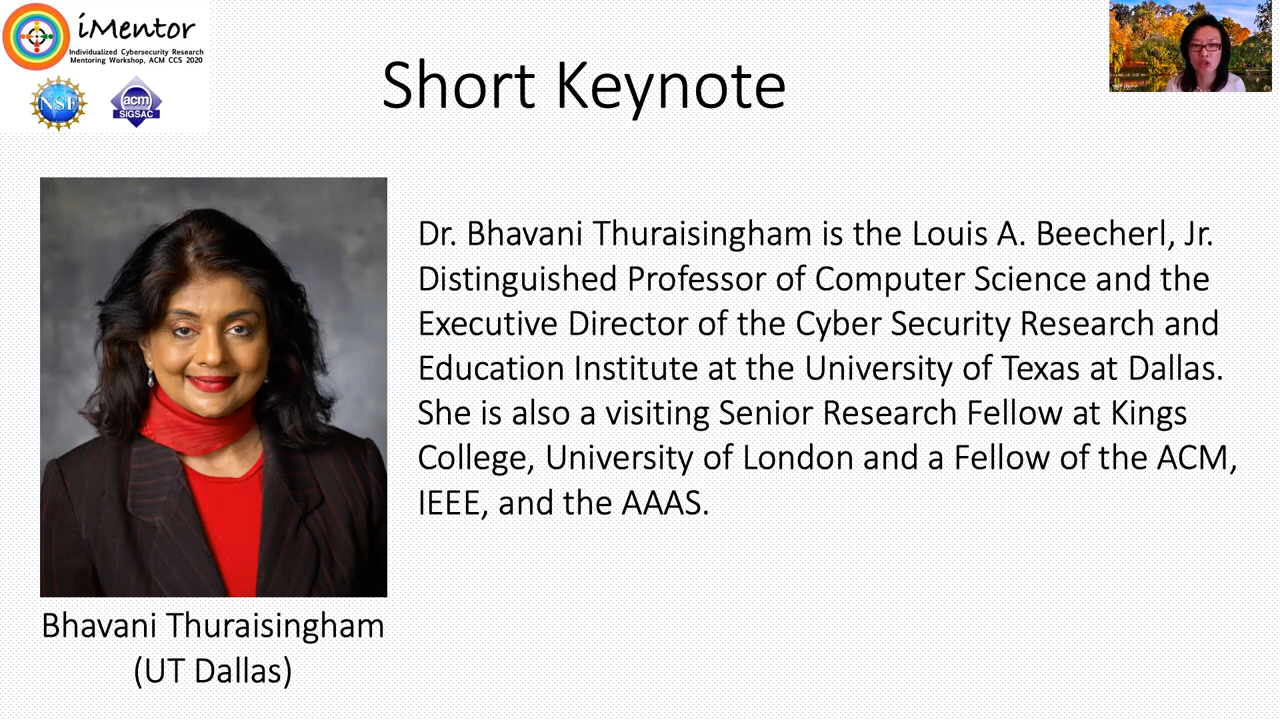 iMentor
Individualized Cybersecurity Research
Mentoring Workshop, ACM CCS 2020
NSF
acm
SIGSAC
Short Keynote
Dr. Bhavani Thuraisingham is the Louis A. Beecherl, Jr.
Distinguished Professor of Computer Science and the
Executive Director of the Cyber Security Research and
Education Institute at the University of Texas at Dallas.
She is also a visiting Senior Research Fellow at Kings
College, University of London and a Fellow of the ACM,
IEEE, and the AAAS.
Bhavani Thuraisingham
(UT Dallas)